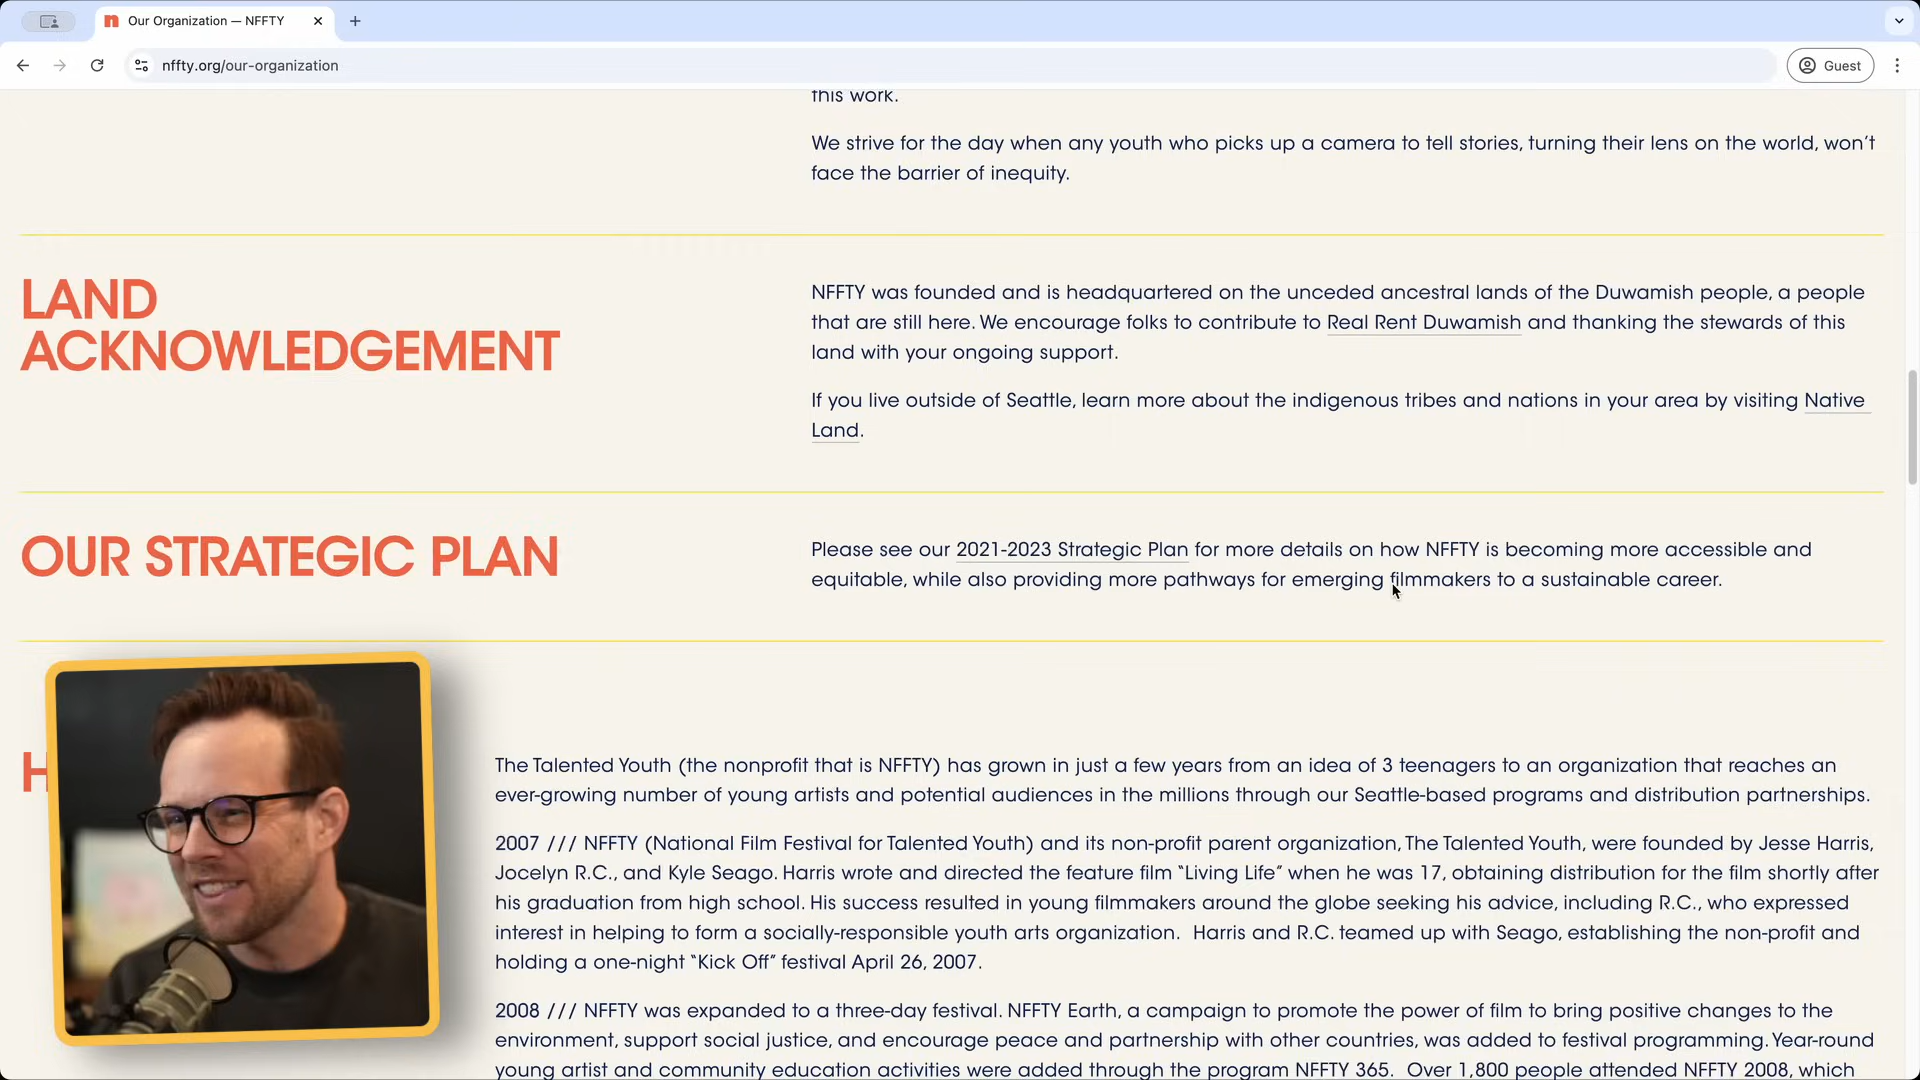 Our Organization — NFFTY
nffty.org/our-organization
Guest
this work.
We strive for the day when any youth who picks up a camera to tell stories, turning their lens on the world, won’t
face the barrier of inequity.
LAND
ACKNOWLEDGEMENT
NFFTY was founded and is headquartered on the unceded ancestral lands of the Duwamish people, a people
that are still here. We encourage folks to contribute to Real Rent Duwamish and thanking the stewards of this
land with your ongoing support.
If you live outside of Seattle, learn more about the indigenous tribes and nations in your area by visiting Native
Land.
OUR STRATEGIC PLAN
Please see our 2021-2023 Strategic Plan for more details on how NFFTY is becoming more accessible and
equitable, while also providing more pathways for emerging filmmakers to a sustainable career.
H
The Talented Youth (the nonprofit that is NFFTY) has grown in just a few years from an idea of 3 teenagers to an organization that reaches an
ever-growing number of young artists and potential audiences in the millions through our Seattle-based programs and distribution partnerships.
2007 /// NFFTY (National Film Festival for Talented Youth) and its non-profit parent organization, The Talented Youth, were founded by Jesse Harris,
Jocelyn R.C., and Kyle Seago. Harris wrote and directed the feature film “Living Life” when he was 17, obtaining distribution for the film shortly after
his graduation from high school. His success resulted in young filmmakers around the globe seeking his advice, including R.C., who expressed
interest in helping to form a socially-responsible youth arts organization. Harris and R.C. teamed up with Seago, establishing the non-profit and
holding a one-night “Kick Off” festival April 26, 2007.
2008 /// NFFTY was expanded to a three-day festival. NFFTY Earth, a campaign to promote the power of film to bring positive changes to the
environment, support social justice, and encourage peace and partnership with other countries, was added to festival programming. Year-round
young artist and community education activities were added through the program NFFTY 365. Over 1,800 people attended NFFTY 2008, which